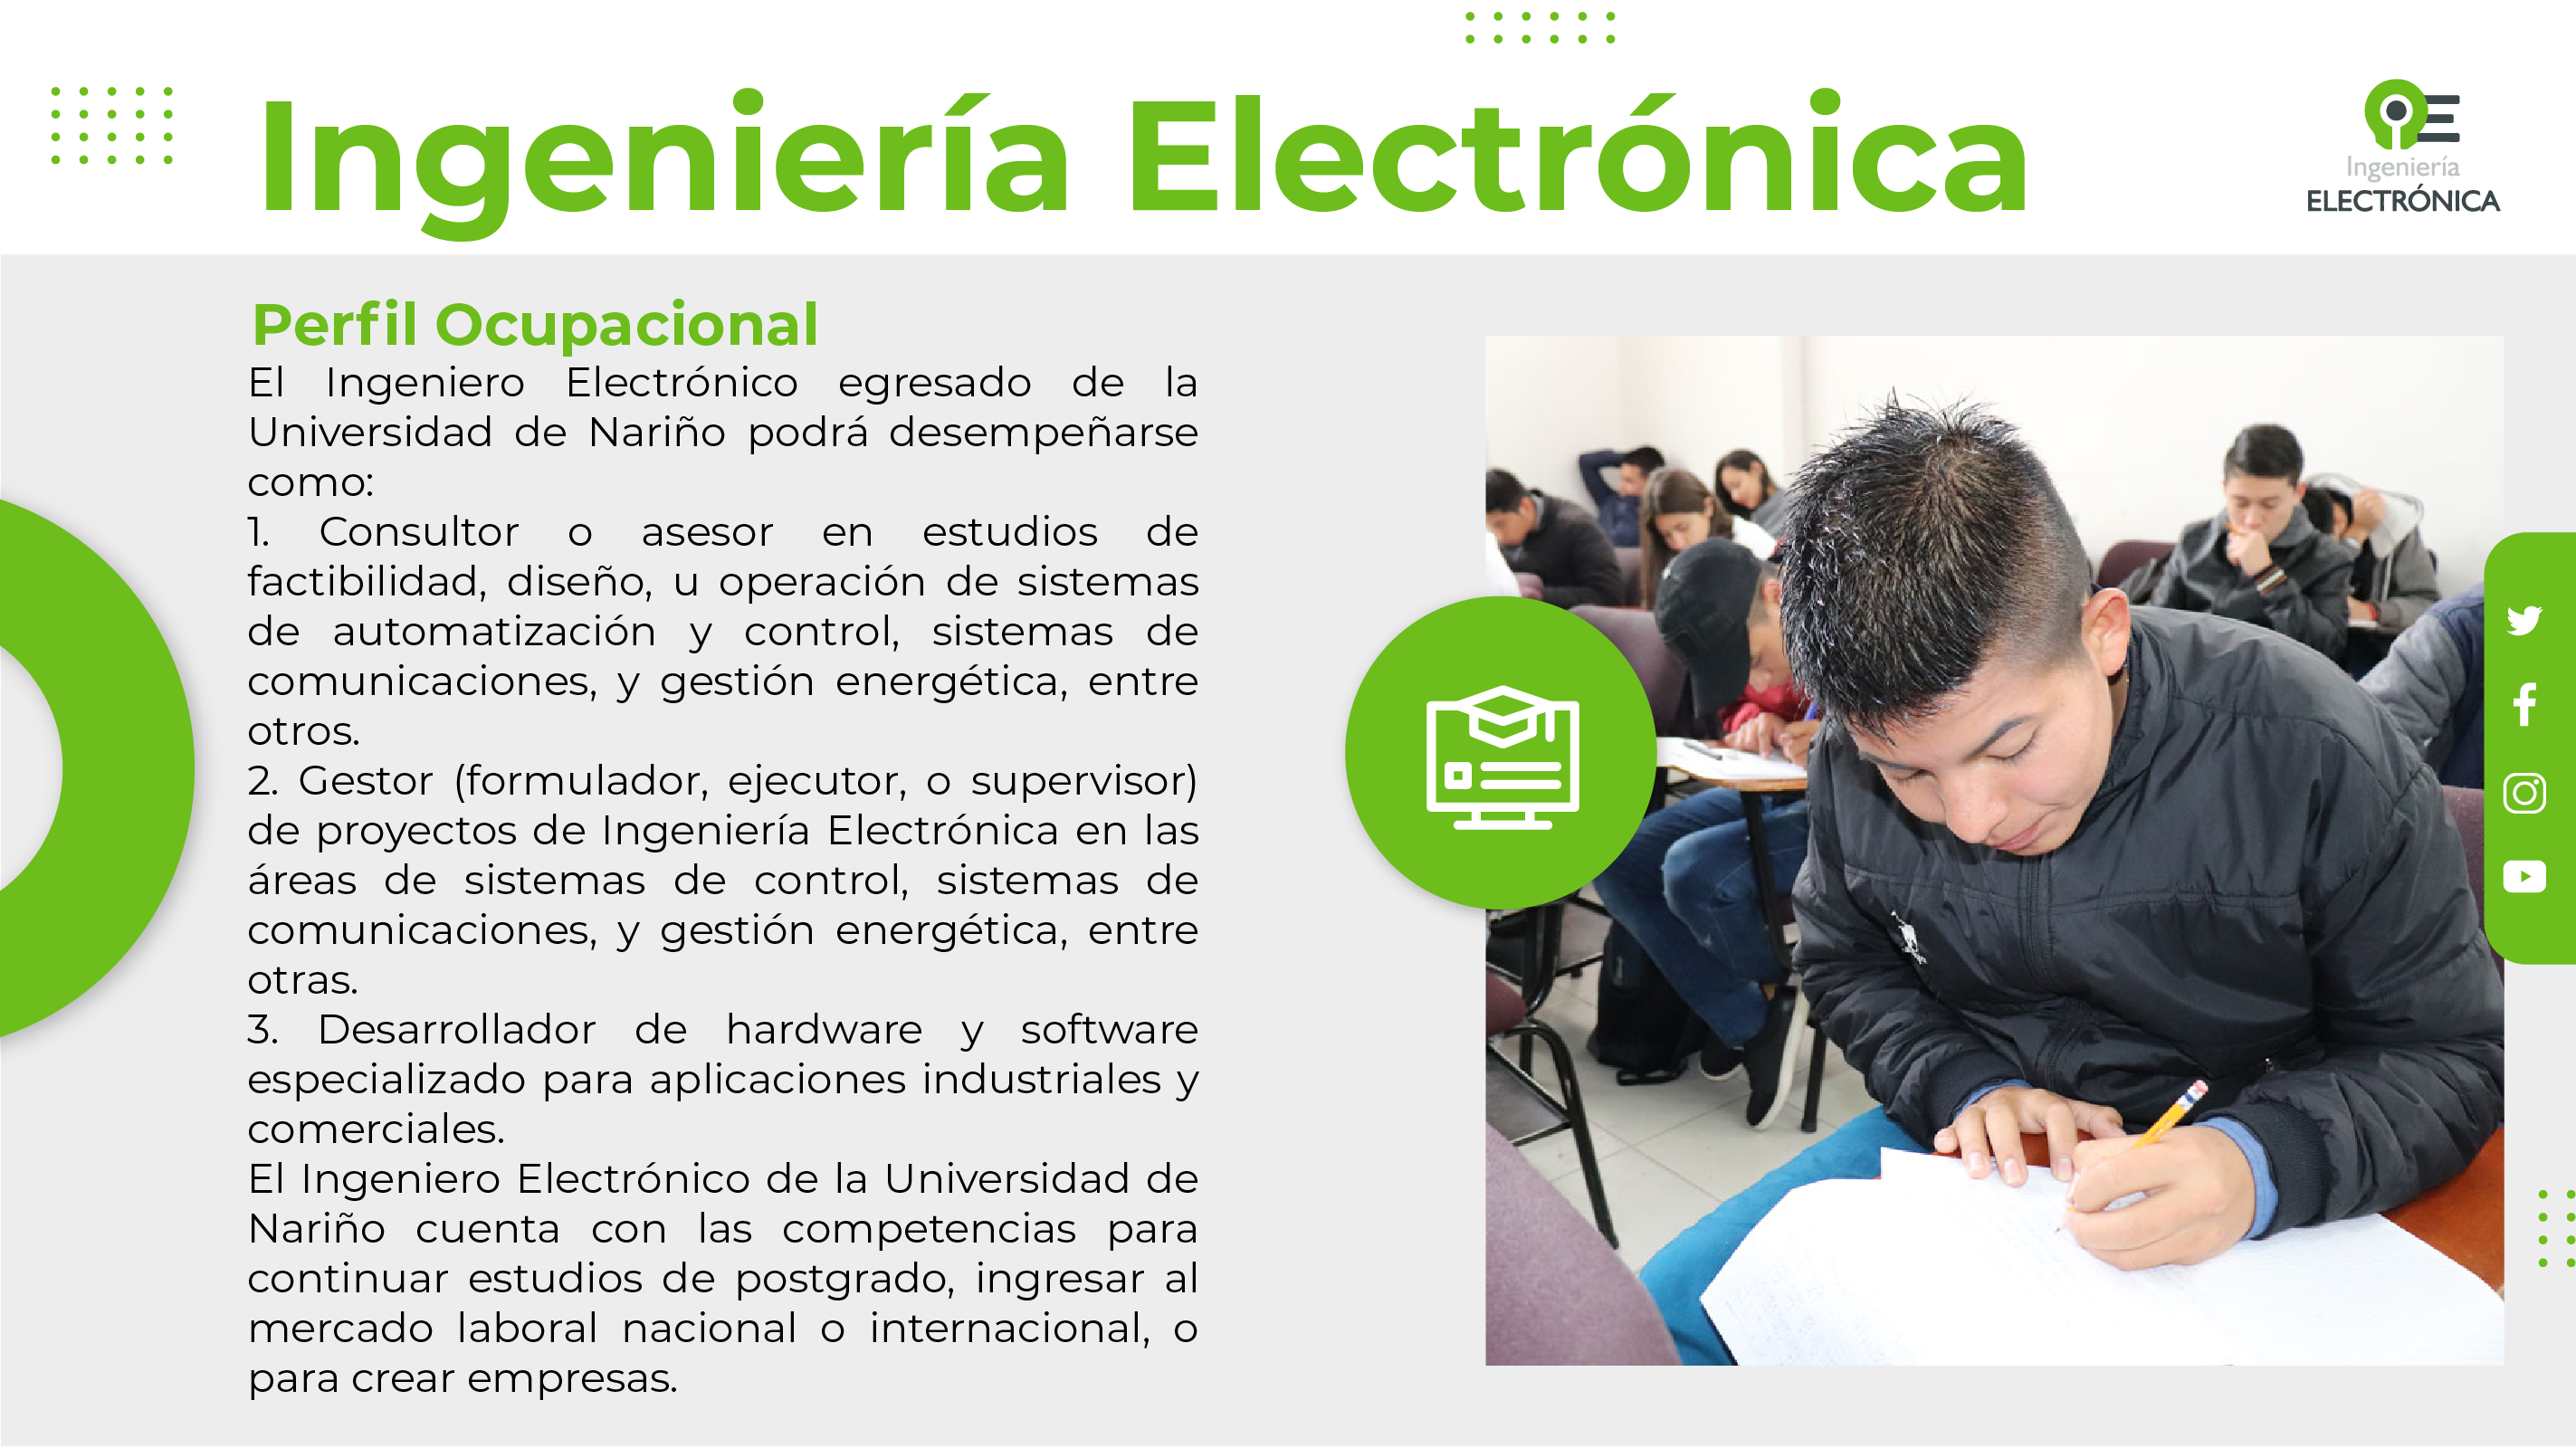 Ingeniería Electrónica
Ingeniería
ELECTRÓNICA
Perfil Ocupacional
El Ingeniero Electrónico egresado de la
Universidad de Nariño podrá desempeñarse
como:
1. Consultor o asesor en estudios de
factibilidad, diseño, u operación de sistemas
de automatización y control, sistemas de
comunicaciones, y gestión energética, entre
otros.
2. Gestor (formulador, ejecutor, o supervisor)
de proyectos de Ingeniería Electrónica en las
áreas de sistemas de control, sistemas de
comunicaciones, y gestión energética, entre
otras.
3. Desarrollador de hardware y software
especializado para aplicaciones industriales y
comerciales.
El Ingeniero Electrónico de la Universidad de
Nariño cuenta con las competencias para
continuar estudios de postgrado, ingresar al
mercado laboral nacional o internacional, o
para crear empresas.